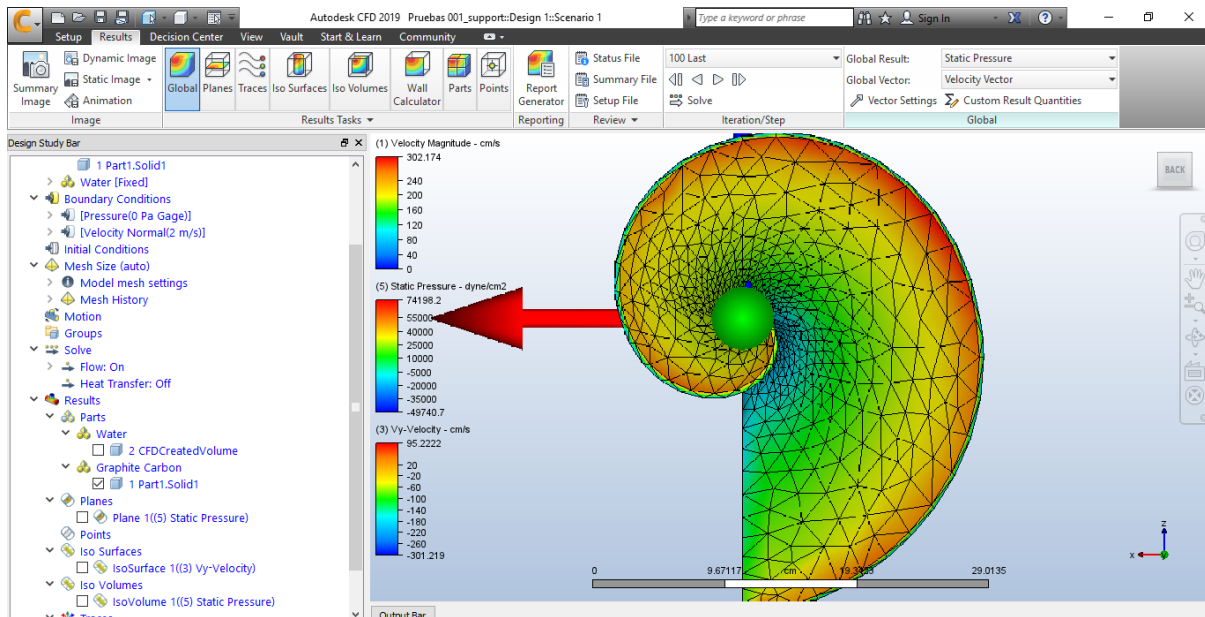 Autodesk CFD 2019 Pruebas 001_support::Design 1::Scenario 1
Type a keyword or phrase
Sign In
Setup Results Decision Center View Vault Start & Learn Community
Summary Image
Dynamic Image
Static Image
Animation
Image
Global Planes Traces Iso Surfaces Iso Volumes Wall Calculator Parts Points
Results Tasks
Report Generator
Reporting
Status File
Summary File
Setup File
Review
100 Last
Solve
Iteration/Step
Global Result: Static Pressure
Global Vector: Velocity Vector
Vector Settings Custom Result Quantities
Global
Design Study Bar
1 Part1.Solid1
Water [Fixed]
Boundary Conditions
[Pressure(0 Pa Gage)]
[Velocity Normal(2 m/s)]
Initial Conditions
Mesh Size (auto)
Model mesh settings
Mesh History
Motion
Groups
Solve
Flow: On
Heat Transfer: Off
Results
Parts
Water
2 CFDCreatedVolume
Graphite Carbon
1 Part1.Solid1
Planes
Plane 1((5) Static Pressure)
Points
Iso Surfaces
IsoSurface 1((3) Vy-Velocity)
Iso Volumes
IsoVolume 1((5) Static Pressure)
(1) Velocity Magnitude - cm/s
302.174
240
200
160
120
80
40
0
(5) Static Pressure - dyne/cm2
74198.2
55000
40000
25000
10000
-5000
-20000
-35000
-49740.7
(3) Vy-Velocity - cm/s
95.2222
20
-20
-60
-100
-140
-180
-220
-260
-301.219
BACK
z
x
0 9.67117 cm 29.0135
Output Bar